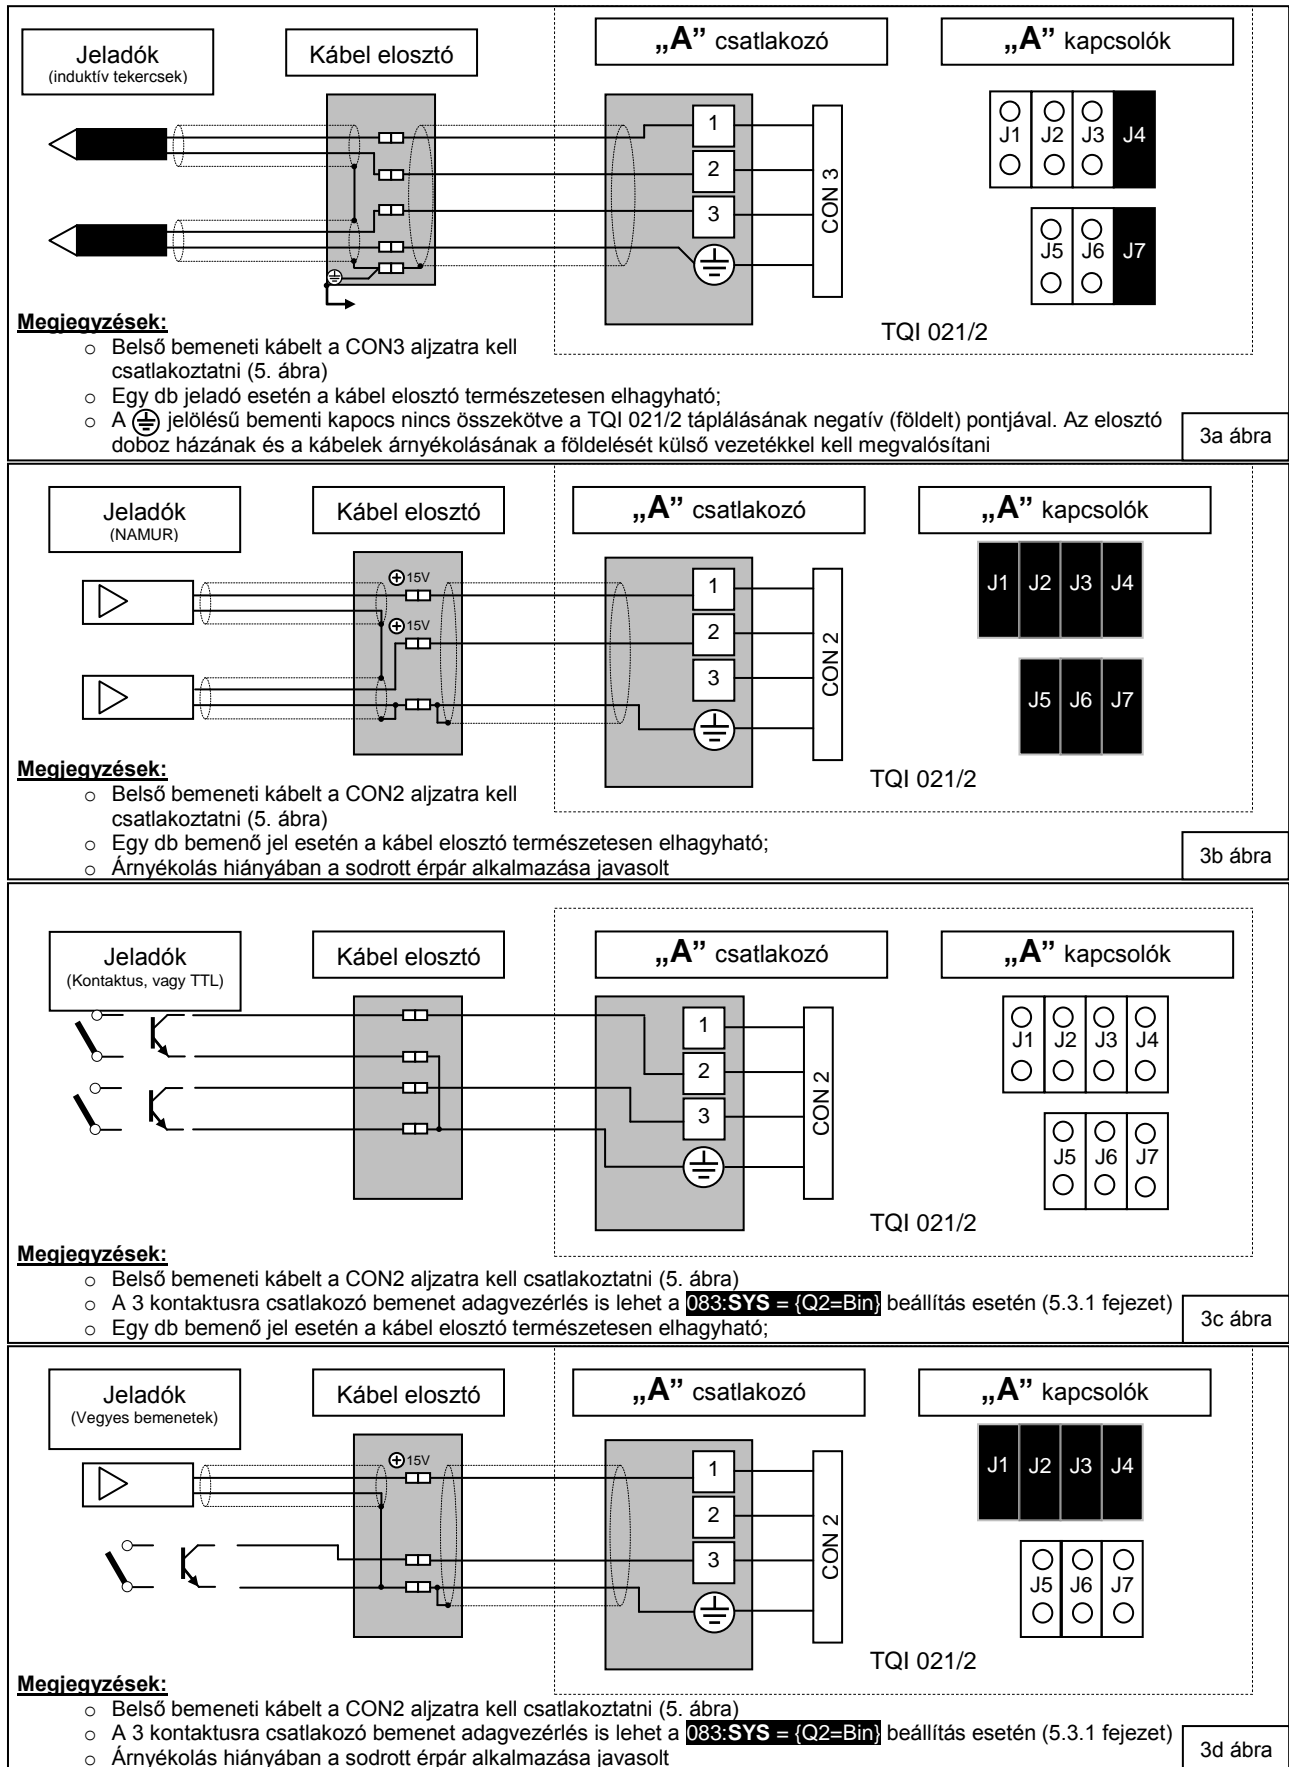 Jeladók
(induktív tekercsek)
Kábel elosztó
„A” csatlakozó
„A” kapcsolók
1
2
3
CON 3
J1 J2 J3 J4
J5 J6 J7
TQI 021/2
Megjegyzések:
o Belső bemeneti kábelt a CON3 aljzatra kell
csatlakoztatni (5. ábra)
o Egy db jeladó esetén a kábel elosztó természetesen elhagyható;
o A jelölésű bementi kapocs nincs összekötve a TQI 021/2 táplálásának negatív (földelt) pontjával. Az elosztó
doboz házának és a kábelek árnyékolásának a földelését külső vezetékkel kell megvalósítani
3a ábra
Jeladók
(NAMUR)
Kábel elosztó
„A” csatlakozó
„A” kapcsolók
+15V
+15V
1
2
3
CON 2
J1 J2 J3 J4
J5 J6 J7
TQI 021/2
Megjegyzések:
o Belső bemeneti kábelt a CON2 aljzatra kell
csatlakoztatni (5. ábra)
o Egy db bemenő jel esetén a kábel elosztó természetesen elhagyható;
o Árnyékolás hiányában a sodrott érpár alkalmazása javasolt
3b ábra
Jeladók
(Kontaktus, vagy TTL)
Kábel elosztó
„A” csatlakozó
„A” kapcsolók
1
2
3
CON 2
J1 J2 J3 J4
J5 J6 J7
TQI 021/2
Megjegyzések:
o Belső bemeneti kábelt a CON2 aljzatra kell csatlakoztatni (5. ábra)
o A 3 kontaktusra csatlakozó bemenet adagvezérlés is lehet a 083:SYS = {Q2=Bin} beállítás esetén (5.3.1 fejezet)
o Egy db bemenő jel esetén a kábel elosztó természetesen elhagyható;
3c ábra
Jeladók
(Vegyes bemenetek)
Kábel elosztó
„A” csatlakozó
„A” kapcsolók
+15V
1
2
3
CON 2
J1 J2 J3 J4
J5 J6 J7
TQI 021/2
Megjegyzések:
o Belső bemeneti kábelt a CON2 aljzatra kell csatlakoztatni (5. ábra)
o A 3 kontaktusra csatlakozó bemenet adagvezérlés is lehet a 083:SYS = {Q2=Bin} beállítás esetén (5.3.1 fejezet)
o Árnyékolás hiányában a sodrott érpár alkalmazása javasolt
3d ábra